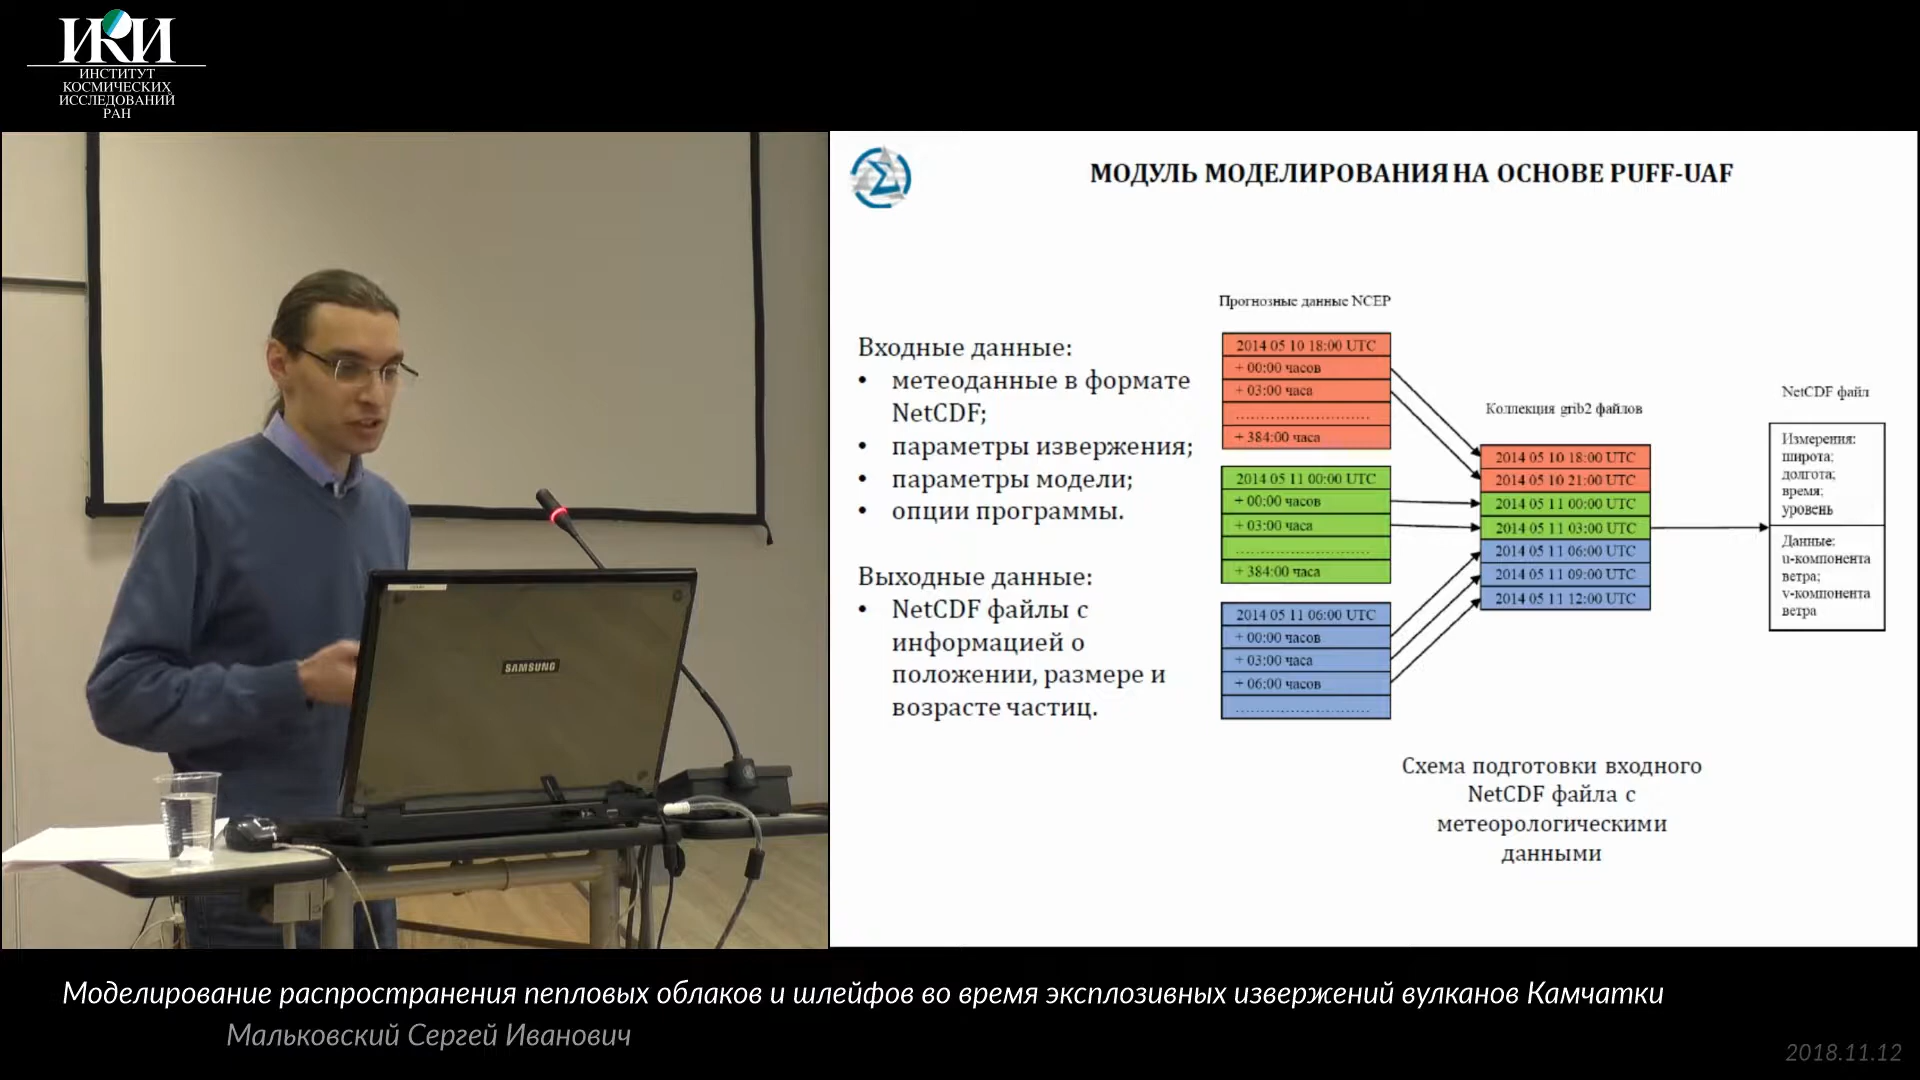 ИКИ
ИНСТИТУТ
КОСМИЧЕСКИХ
ИССЛЕДОВАНИЙ
РАН
SAMSUNG
МОДУЛЬ МОДЕЛИРОВАНИЯ НА ОСНОВЕ PUFF-UAF
Входные данные:
• метеоданные в формате
NetCDF;
• параметры извержения;
• параметры модели;
• опции программы.
Выходные данные:
• NetCDF файлы с
информацией о
положении, размере и
возрасте частиц.
Прогнозные данные NCEP
2014 05 10 18:00 UTC
+ 00:00 часов
+ 03:00 часа
..............................
+ 384:00 часа
2014 05 11 00:00 UTC
+ 00:00 часов
+ 03:00 часа
..............................
+ 384:00 часа
2014 05 11 06:00 UTC
+ 00:00 часов
+ 03:00 часа
+ 06:00 часов
..............................
Коллекция grib2 файлов
2014 05 10 18:00 UTC
2014 05 10 21:00 UTC
2014 05 11 00:00 UTC
2014 05 11 03:00 UTC
2014 05 11 06:00 UTC
2014 05 11 09:00 UTC
2014 05 11 12:00 UTC
NetCDF файл
Измерения:
широта;
долгота;
время;
уровень
Данные:
u-компонента
ветра;
v-компонента
ветра
Схема подготовки входного
NetCDF файла с
метеорологическими
данными
Моделирование распространения пепловых облаков и шлейфов во время эксплозивных извержений вулканов Камчатки
Мальковский Сергей Иванович
2018.11.12